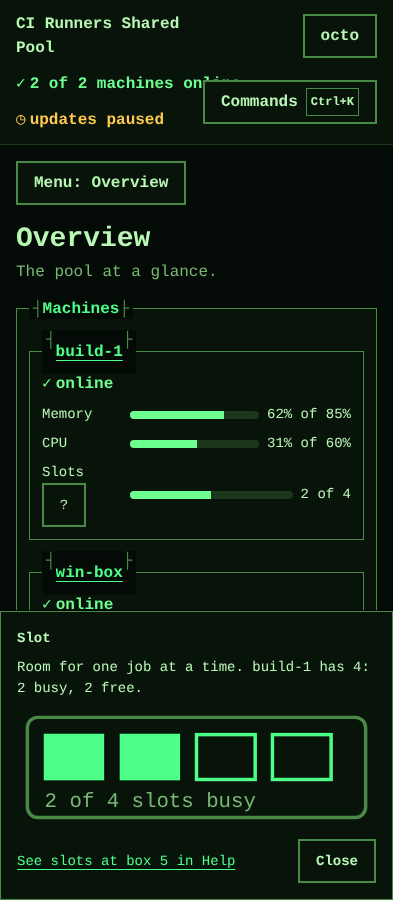 CI Runners Shared
Pool
octo
✓ 2 of 2 machines online
Commands Ctrl+K
updates paused
Menu: Overview
Overview
The pool at a glance.
Machines
build-1
✓ online
Memory 62% of 85%
CPU 31% of 60%
Slots
? 2 of 4
win-box
✓ online
Slot
Room for one job at a time. build-1 has 4:
2 busy, 2 free.
2 of 4 slots busy
See slots at box 5 in Help
Close